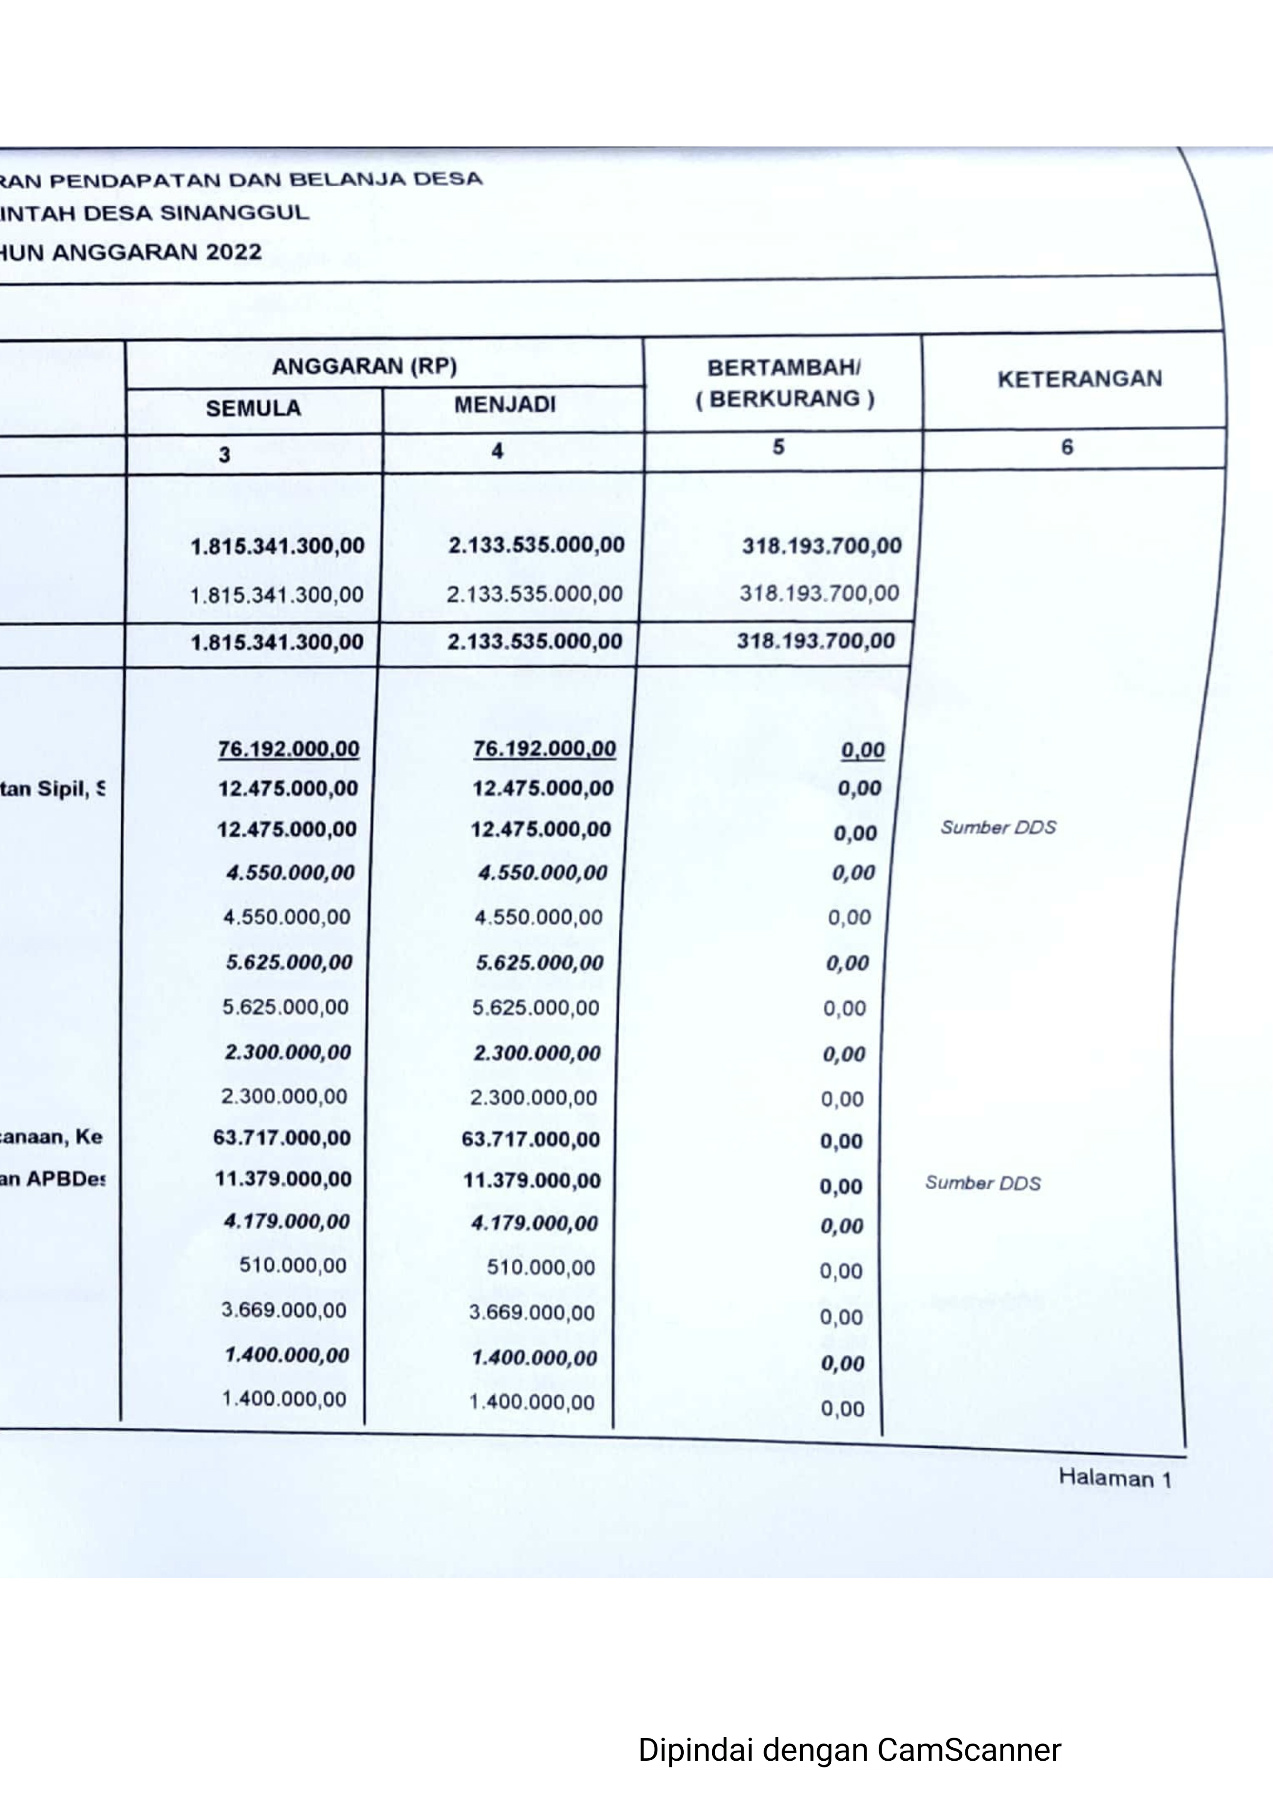 RAN PENDAPATAN DAN BELANJA DESA
INTAH DESA SINANGGUL
HUN ANGGARAN 2022
ANGGARAN (RP) BERTAMBAH/ ( BERKURANG ) KETERANGAN
SEMULA MENJADI
3 4 5 6
1.815.341.300,00 2.133.535.000,00 318.193.700,00
1.815.341.300,00 2.133.535.000,00 318.193.700,00
1.815.341.300,00 2.133.535.000,00 318.193.700,00
76.192.000,00 76.192.000,00 0,00
tan Sipil, S 12.475.000,00 12.475.000,00 0,00
12.475.000,00 12.475.000,00 0,00 Sumber DDS
4.550.000,00 4.550.000,00 0,00
4.550.000,00 4.550.000,00 0,00
5.625.000,00 5.625.000,00 0,00
5.625.000,00 5.625.000,00 0,00
2.300.000,00 2.300.000,00 0,00
2.300.000,00 2.300.000,00 0,00
canaan, Ke 63.717.000,00 63.717.000,00 0,00
an APBDes 11.379.000,00 11.379.000,00 0,00 Sumber DDS
4.179.000,00 4.179.000,00 0,00
510.000,00 510.000,00 0,00
3.669.000,00 3.669.000,00 0,00
1.400.000,00 1.400.000,00 0,00
1.400.000,00 1.400.000,00 0,00
Halaman 1
Dipindai dengan CamScanner